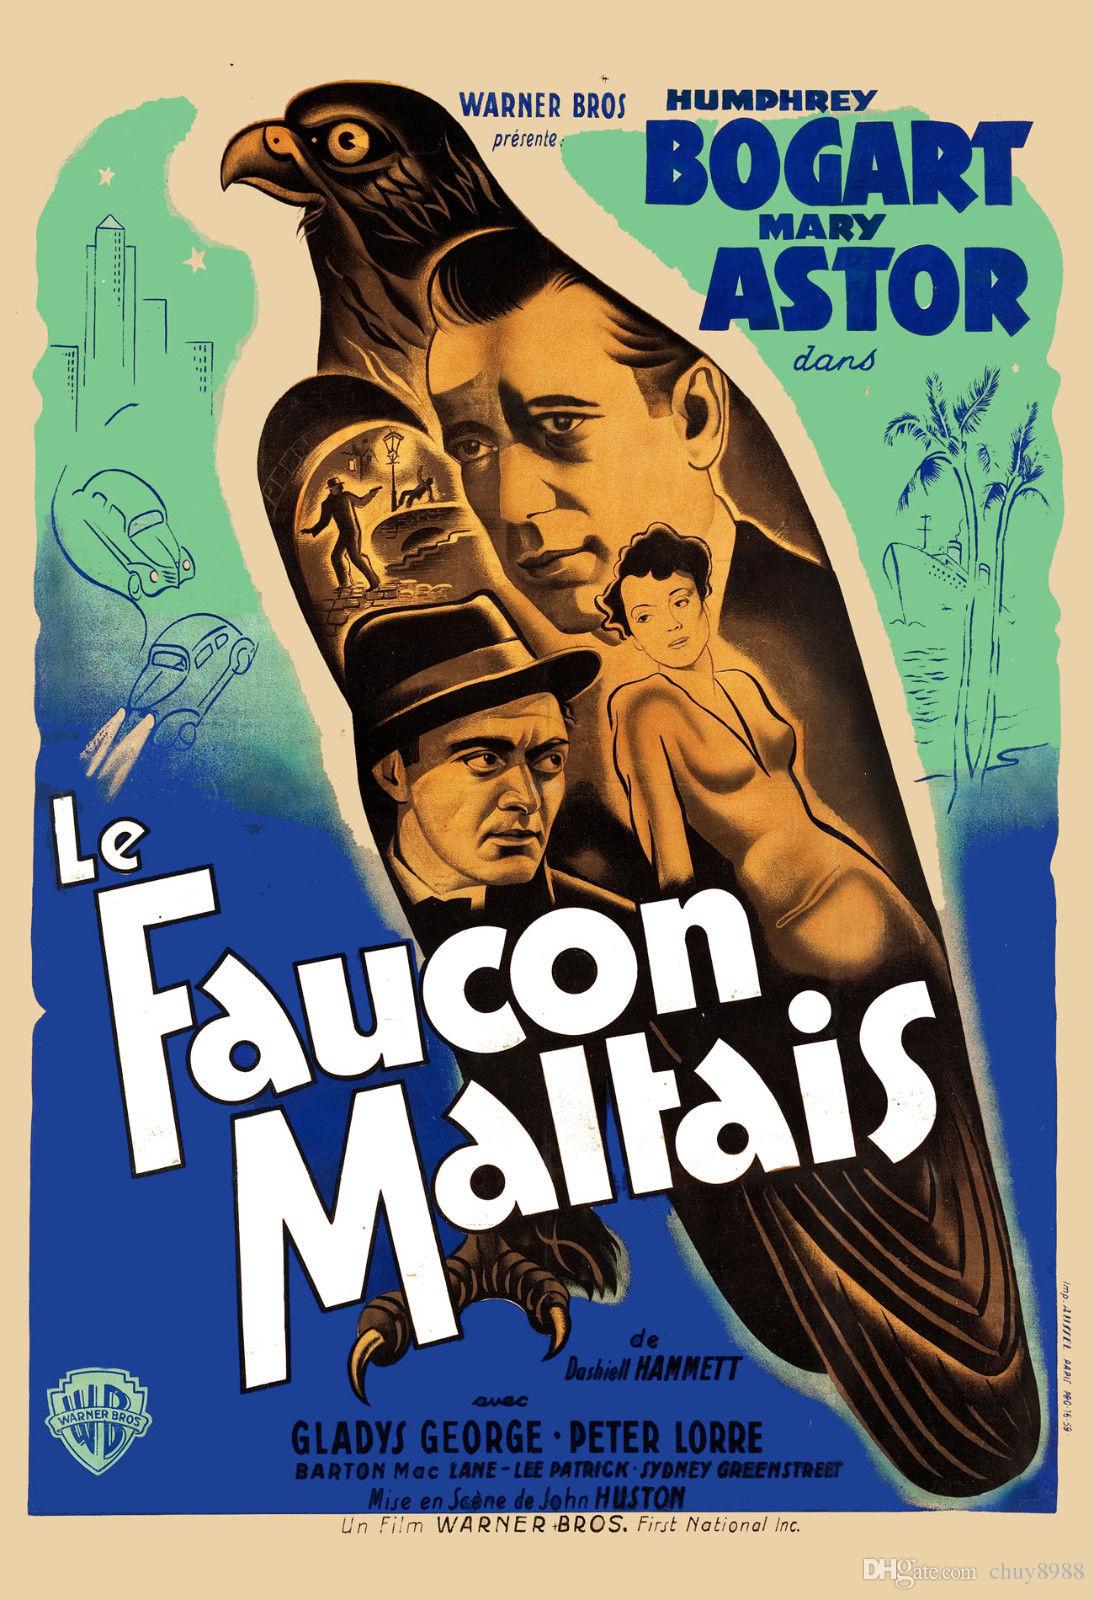 WARNER BROS
présente:
HUMPHREY
BOGART
MARY
ASTOR
dans
Le
Faucon
Maltais
de
Dashiell HAMMETT
avec
GLADYS GEORGE · PETER LORRE
BARTON Mac LANE - LEE PATRICK · SYDNEY GREENSTREET
Mise en Scène de John HUSTON
Un Film WARNER BROS. First National Inc.
WB
WARNER BROS
DHgate.com chuy8988